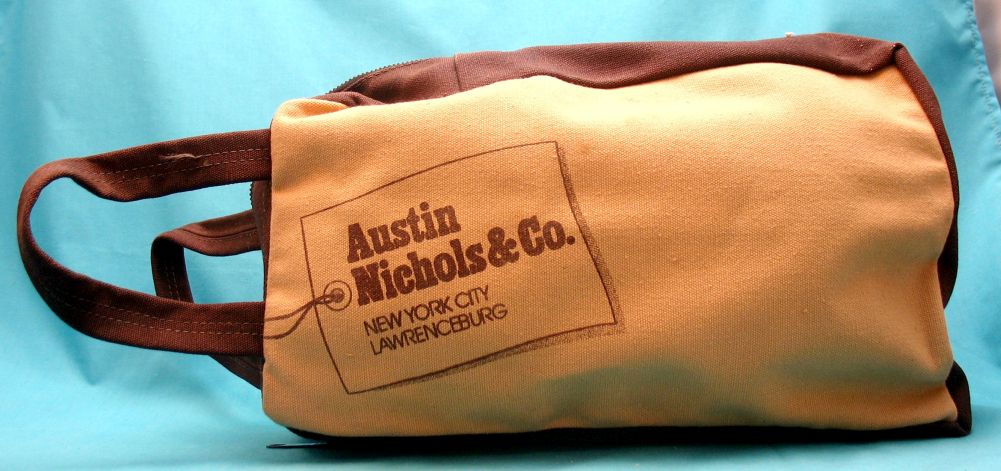 Austin
Nichols & Co.
NEW YORK CITY
LAWRENCEBURG